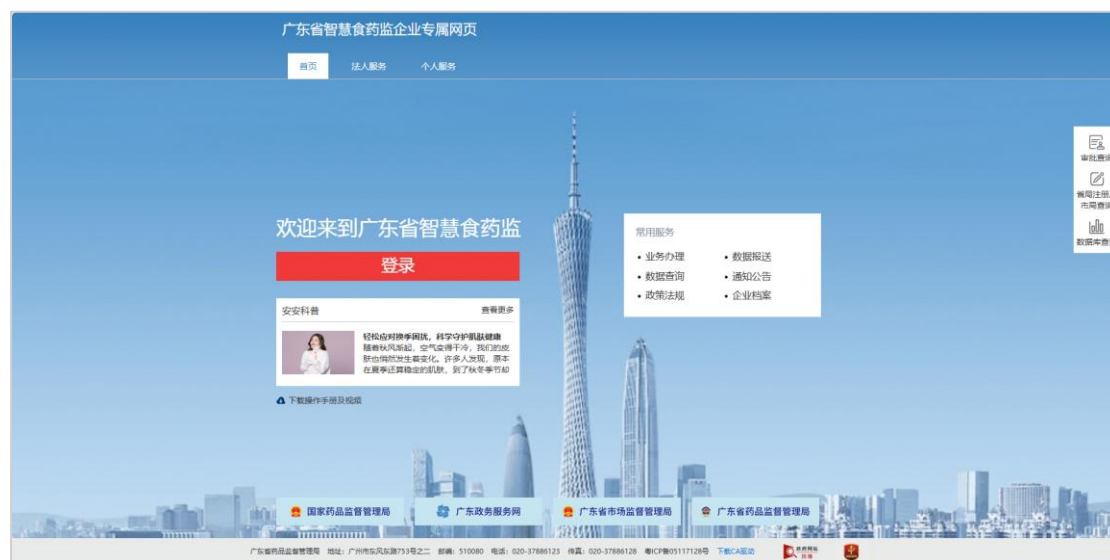 广东省智慧食药监企业专属网页
首页 法人服务 个人服务
审批查询
省局注册
市局查询
数据库查
欢迎来到广东省智慧食药监
登录
常用服务
• 业务办理 • 数据报送
• 数据查询 • 通知公告
• 政策法规 • 企业档案
安安科普 查看更多
轻松应对换季困扰，科学守护肌肤健康
随着秋风渐起，空气变得干冷，我们的皮
肤也悄然发生着变化。许多人发现，原本
在夏季还算稳定的肌肤，到了秋冬季节却
下载操作手册及视频
国家药品监督管理局 广东政务服务网 广东省市场监督管理局 广东省药品监督管理局
广东省药品监督管理局 地址：广州市东风东路753号之二 邮编：510080 电话：020-37886123 传真：020-37886128 粤ICP备05117128号 下载CA驱动 政府网站
找错